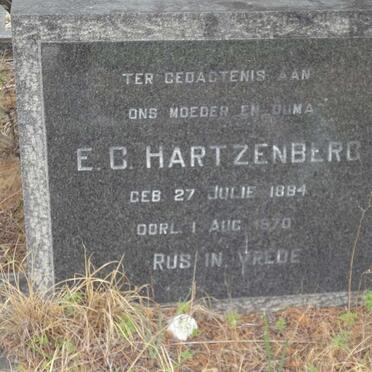 TER GEDAGTENIS AAN
ONS MOEDER EN OUMA
E. C. HARTZENBERG
GEB. 27 JULIE 1884
OORL. 1 AUG. 1970
RUS IN VREDE